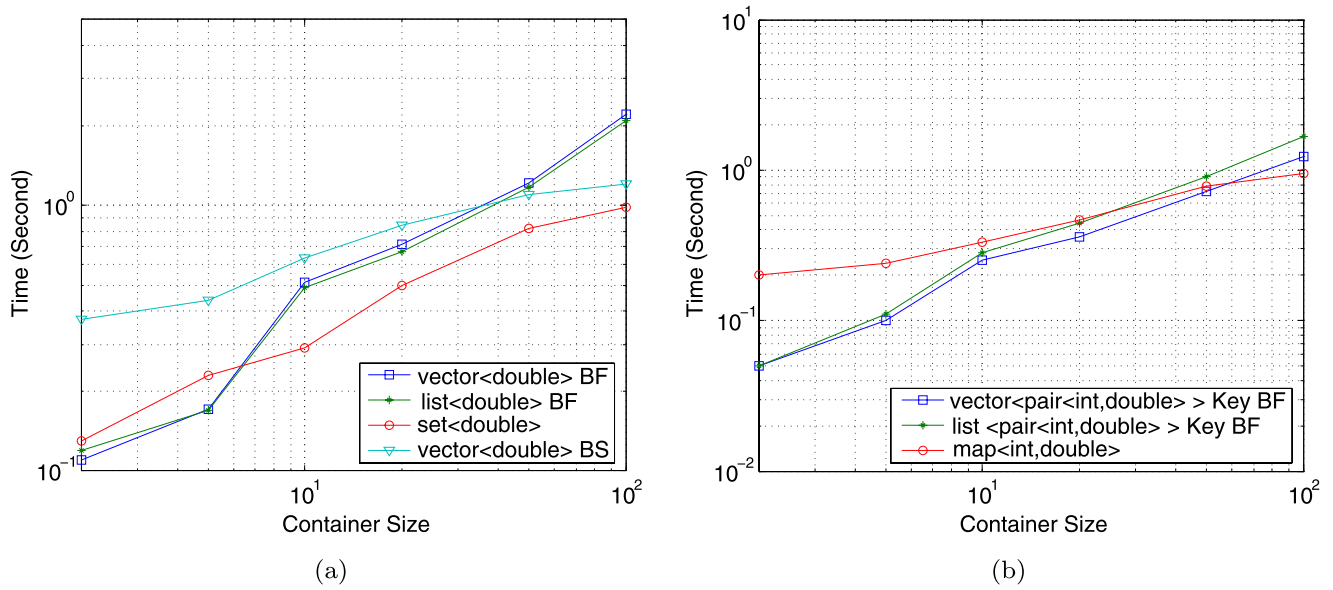 Time (Second)
10^0
10^-1
10^1
10^2
Container Size
vector<double> BF
list<double> BF
set<double>
vector<double> BS
(a)
Time (Second)
10^1
10^0
10^-1
10^-2
10^1
10^2
Container Size
vector<pair<int,double> > Key BF
list <pair<int,double> > Key BF
map<int,double>
(b)